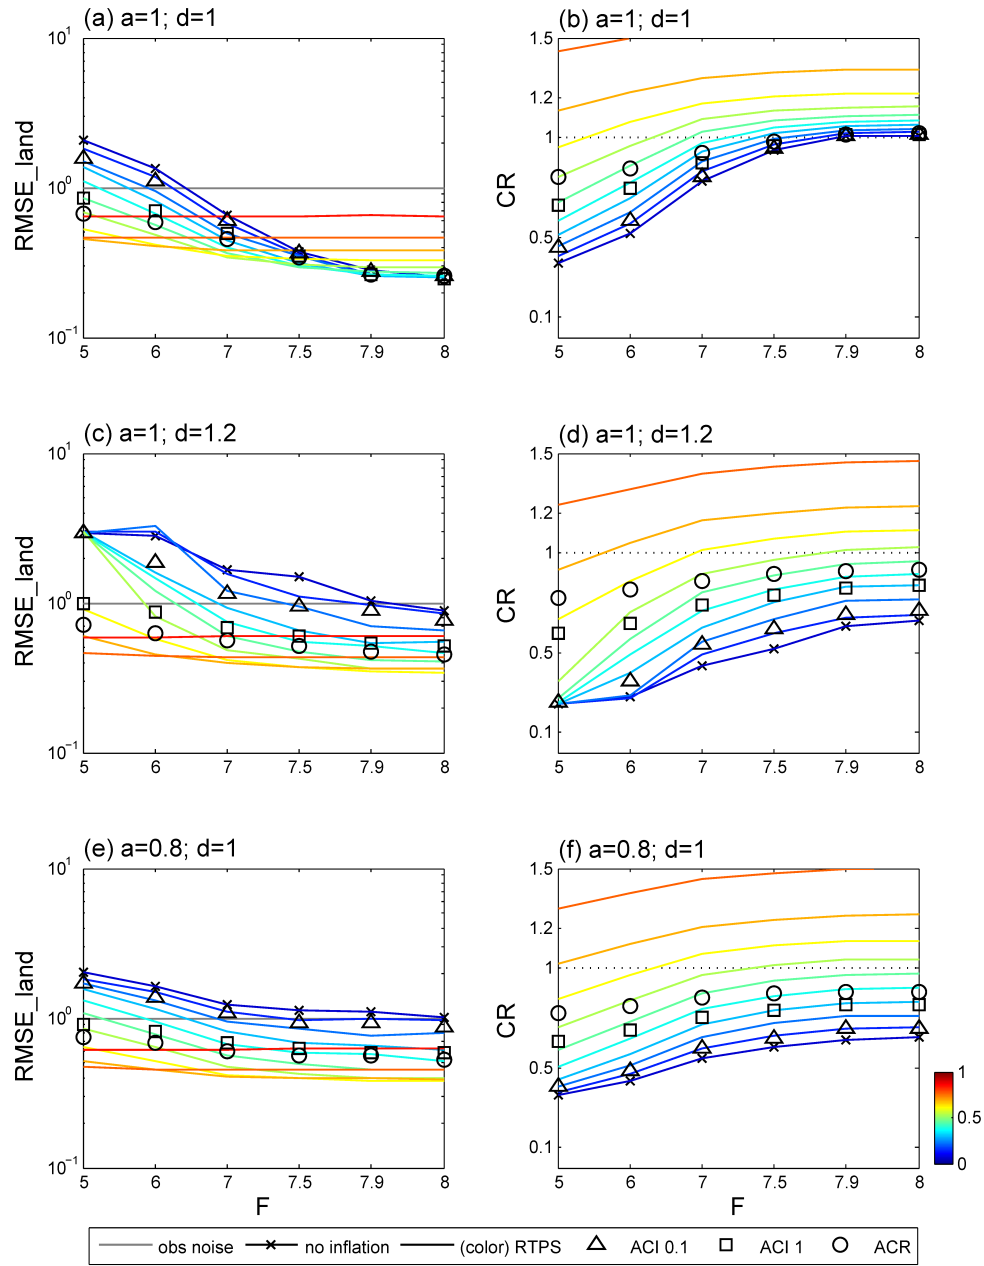 (a) a=1; d=1
(b) a=1; d=1
10^1
10^0
10^-1
RMSE_land
5 6 7 7.5 7.9 8
1.5
1.2
1
0.5
0.1
CR
5 6 7 7.5 7.9 8
(c) a=1; d=1.2
(d) a=1; d=1.2
10^1
10^0
10^-1
RMSE_land
5 6 7 7.5 7.9 8
1.5
1.2
1
0.5
0.1
CR
5 6 7 7.5 7.9 8
(e) a=0.8; d=1
(f) a=0.8; d=1
10^1
10^0
10^-1
RMSE_land
5 6 7 7.5 7.9 8
F
1.5
1.2
1
0.5
0.1
CR
5 6 7 7.5 7.9 8
F
1
0.5
0
obs noise no inflation (color) RTPS ACI 0.1 ACI 1 ACR